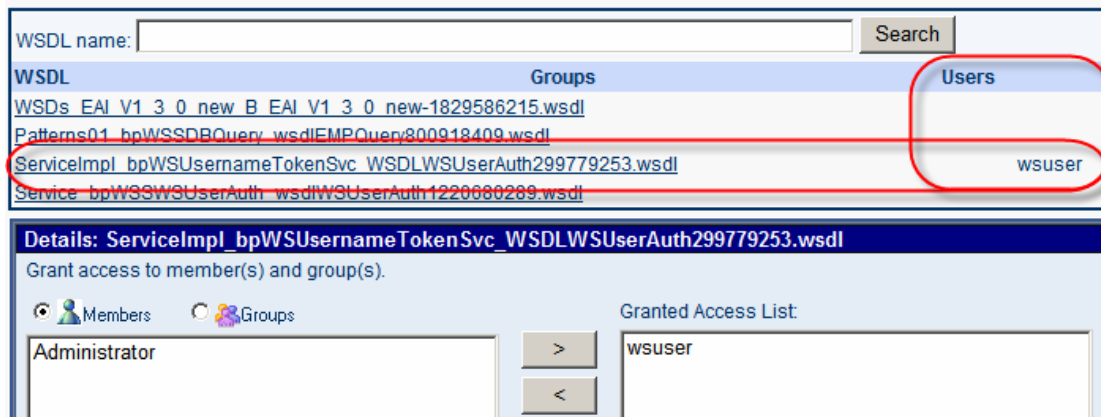 WSDL name: Search
WSDL Groups Users
WSDs_EAI_V1_3_0_new_B_EAI_V1_3_0_new-1829586215.wsdl
Patterns01_bpWSSDBQuery_wsdlEMPQuery800918409.wsdl
ServiceImpl_bpWSUsernameTokenSvc_WSDLWSUserAuth299779253.wsdl wsuser
Service_bpWSSWSUserAuth_wsdlWSUserAuth1220680289.wsdl
Details: ServiceImpl_bpWSUsernameTokenSvc_WSDLWSUserAuth299779253.wsdl
Grant access to member(s) and group(s).
Members Groups Granted Access List:
Administrator > wsuser
<